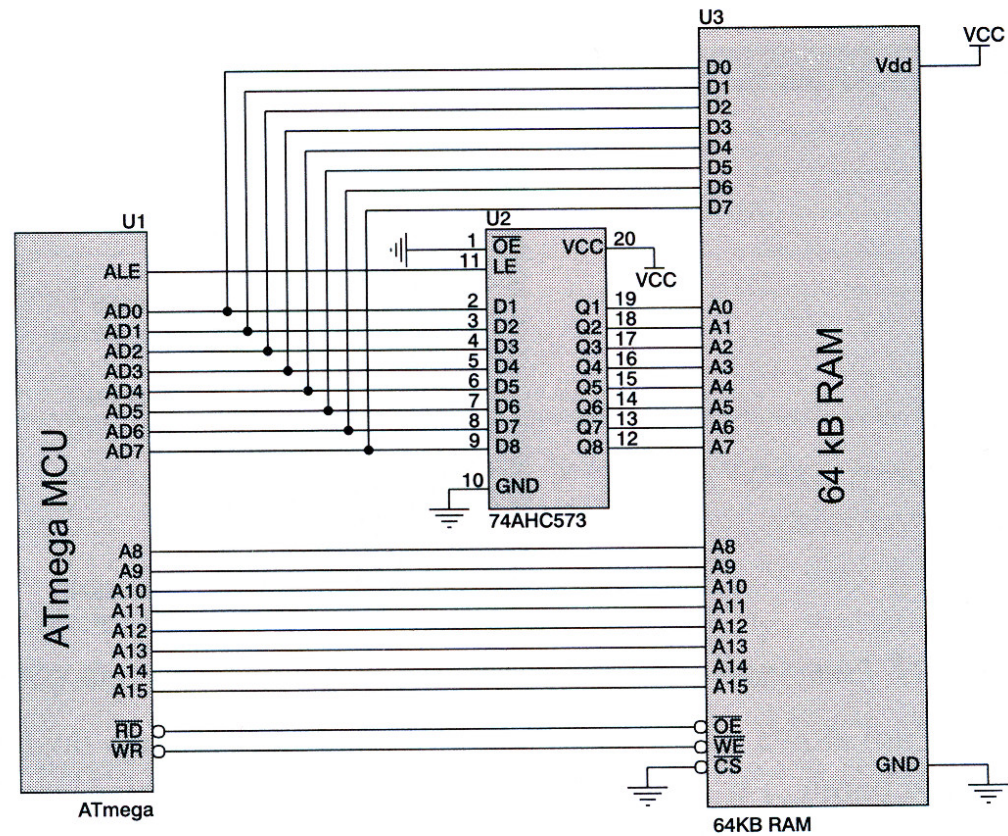 U3
VCC
D0
Vdd
D1
D2
D3
D4
D5
D6
D7
U1
U2
1
OE
VCC
20
ALE
11
LE
VCC
AD0
2
D1
Q1
19
A0
AD1
3
D2
Q2
18
A1
AD2
4
D3
Q3
17
A2
AD3
5
D4
Q4
16
A3
AD4
6
D5
Q5
15
A4
AD5
7
D6
Q6
14
A5
AD6
8
D7
Q7
13
A6
AD7
9
D8
Q8
12
A7
10
GND
74AHC573
ATmega MCU
64 kB RAM
A8
A8
A9
A9
A10
A10
A11
A11
A12
A12
A13
A13
A14
A14
A15
A15
RD
OE
WR
WE
CS
GND
ATmega
64KB RAM